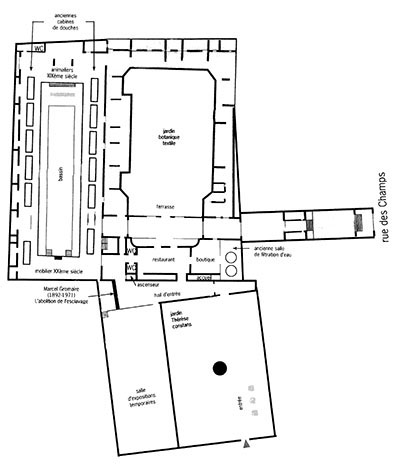 anciennes
cabines
de douches
WC
animaliers
XIXème siècle
bassin
jardin
botanique
textile
terrasse
rue des Champs
ancienne salle
de filtration d'eau
WC
WC
restaurant
boutique
mobilier XXème siècle
accueil
ascenseur
hall d'entrée
Marcel Gromaire
(1892-1971)
L'abolition de l'esclavage
jardin
Thérèse
constans
salle
d'expositions
temporaires
entrée